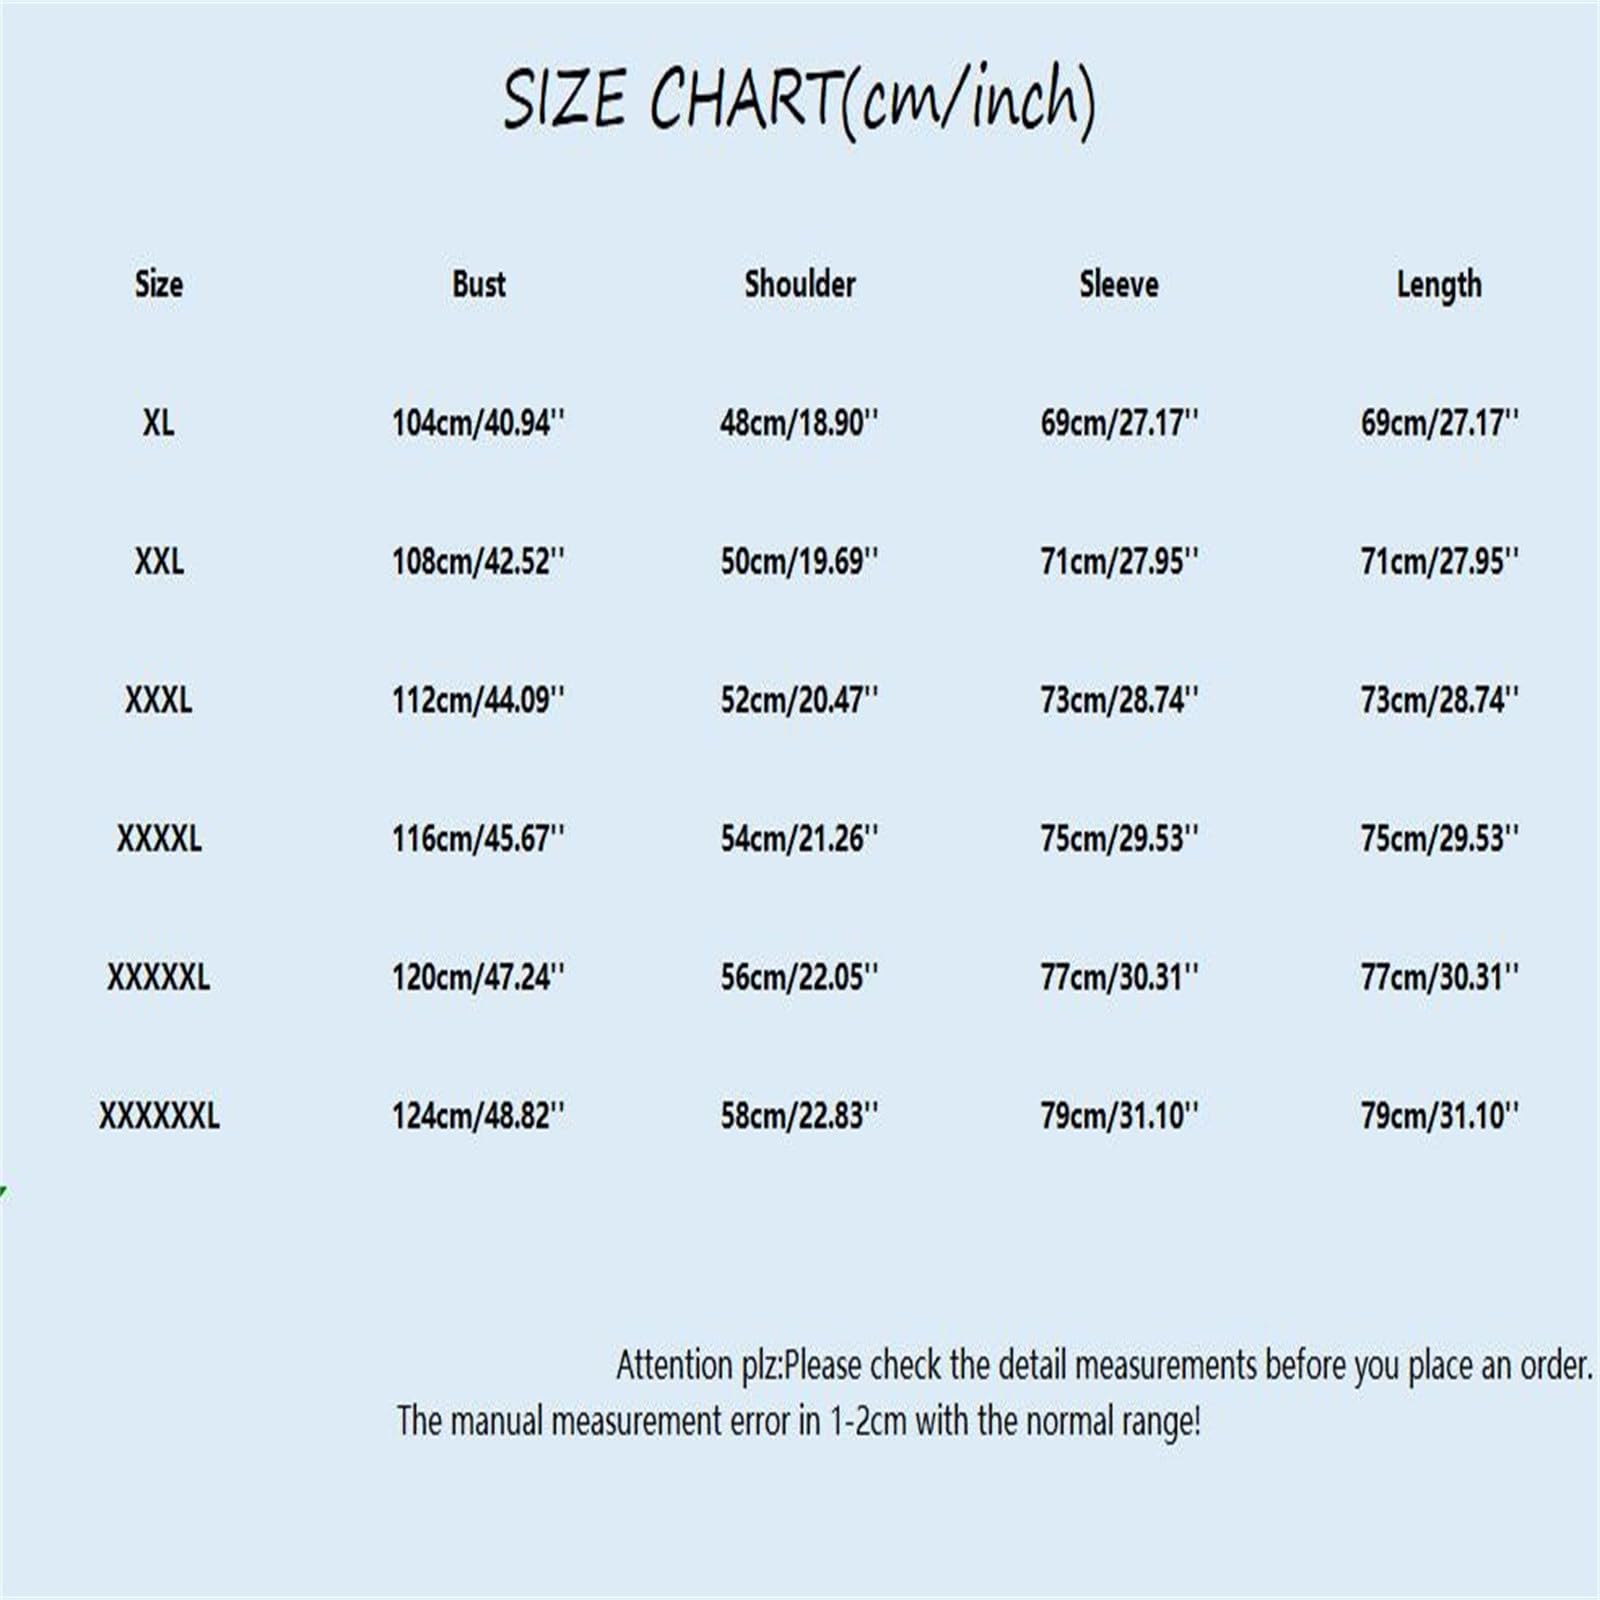 SIZE CHART(cm/inch)
Size Bust Shoulder Sleeve Length
XL 104cm/40.94'' 48cm/18.90'' 69cm/27.17'' 69cm/27.17''
XXL 108cm/42.52'' 50cm/19.69'' 71cm/27.95'' 71cm/27.95''
XXXL 112cm/44.09'' 52cm/20.47'' 73cm/28.74'' 73cm/28.74''
XXXXL 116cm/45.67'' 54cm/21.26'' 75cm/29.53'' 75cm/29.53''
XXXXXL 120cm/47.24'' 56cm/22.05'' 77cm/30.31'' 77cm/30.31''
XXXXXXL 124cm/48.82'' 58cm/22.83'' 79cm/31.10'' 79cm/31.10''
Attention plz:Please check the detail measurements before you place an order.
The manual measurement error in 1-2cm with the normal range!